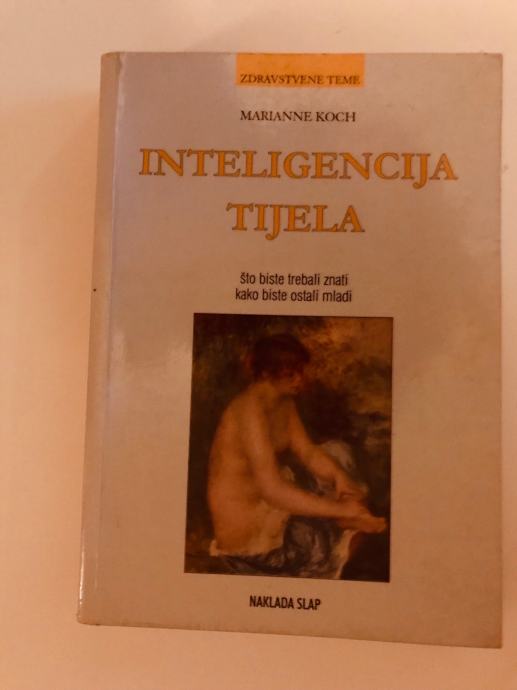 ZDRAVSTVENE TEME
MARIANNE KOCH
INTELIGENCIJA
TIJELA
što biste trebali znati
kako biste ostali mladi
NAKLADA SLAP